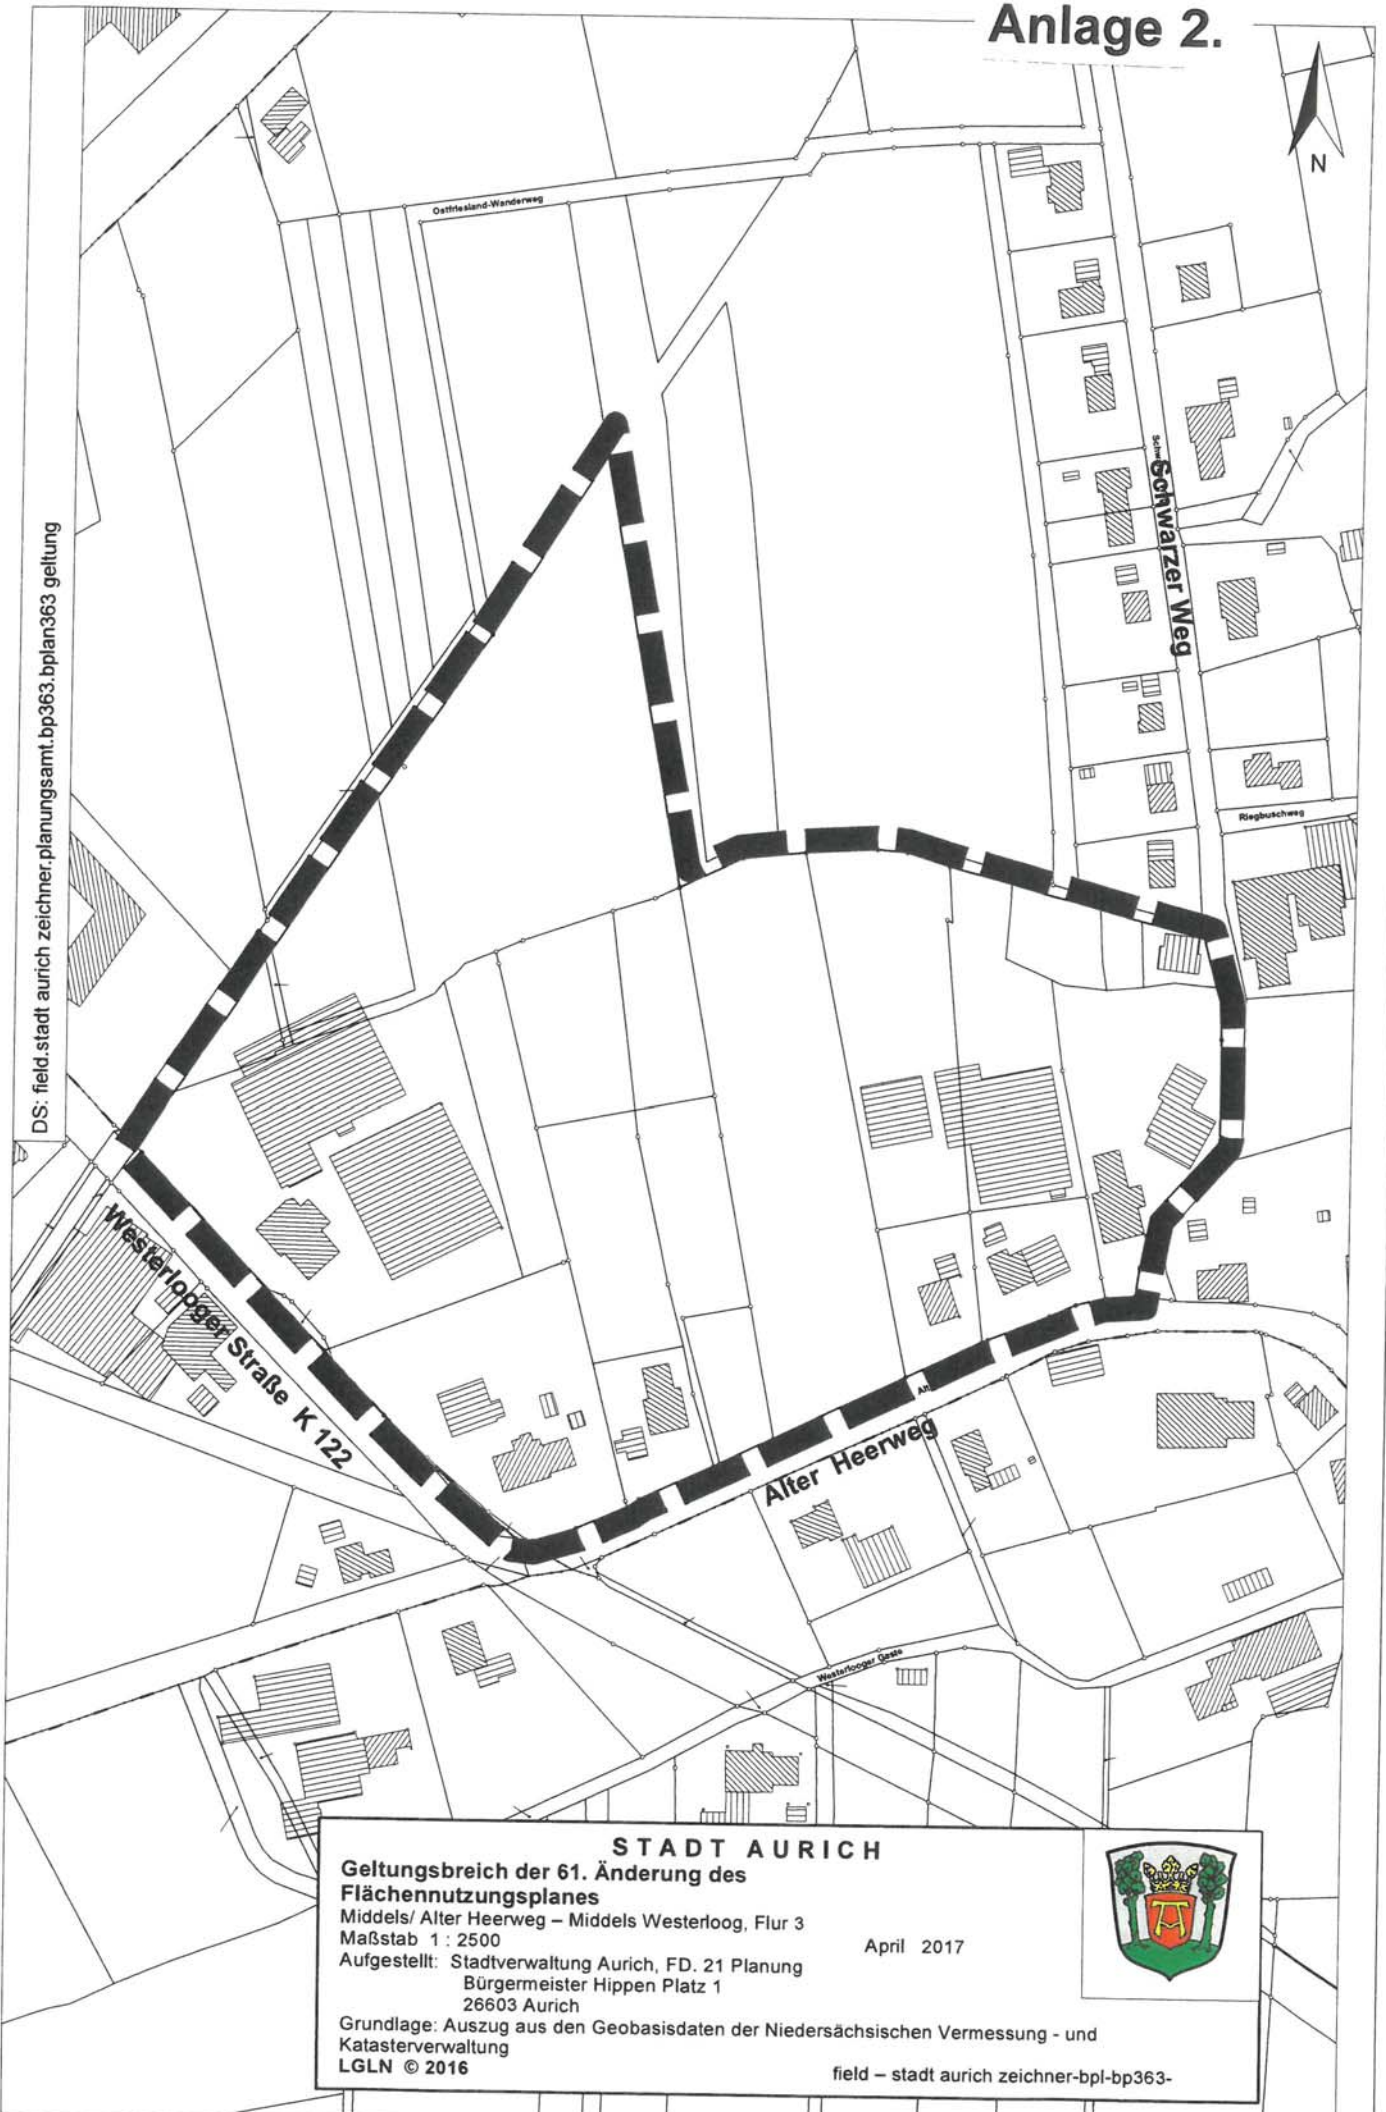 Anlage 2.
N
Ostfriesland-Wanderweg
Schwarzer Weg
DS: field.stadt aurich zeichner.planungsamt.bp363.bplan363 geltung
Riegbuschweg
Westerlooger Straße K 122
Alter Heerweg
Westerlooger Gaste
STADT AURICH
Geltungsbreich der 61. Änderung des
Flächennutzungsplanes
Middels/ Alter Heerweg – Middels Westerloog, Flur 3
Maßstab 1 : 2500
April 2017
Aufgestellt: Stadtverwaltung Aurich, FD. 21 Planung
Bürgermeister Hippen Platz 1
26603 Aurich
Grundlage: Auszug aus den Geobasisdaten der Niedersächsischen Vermessung - und
Katasterverwaltung
LGLN © 2016
field – stadt aurich zeichner-bpl-bp363-